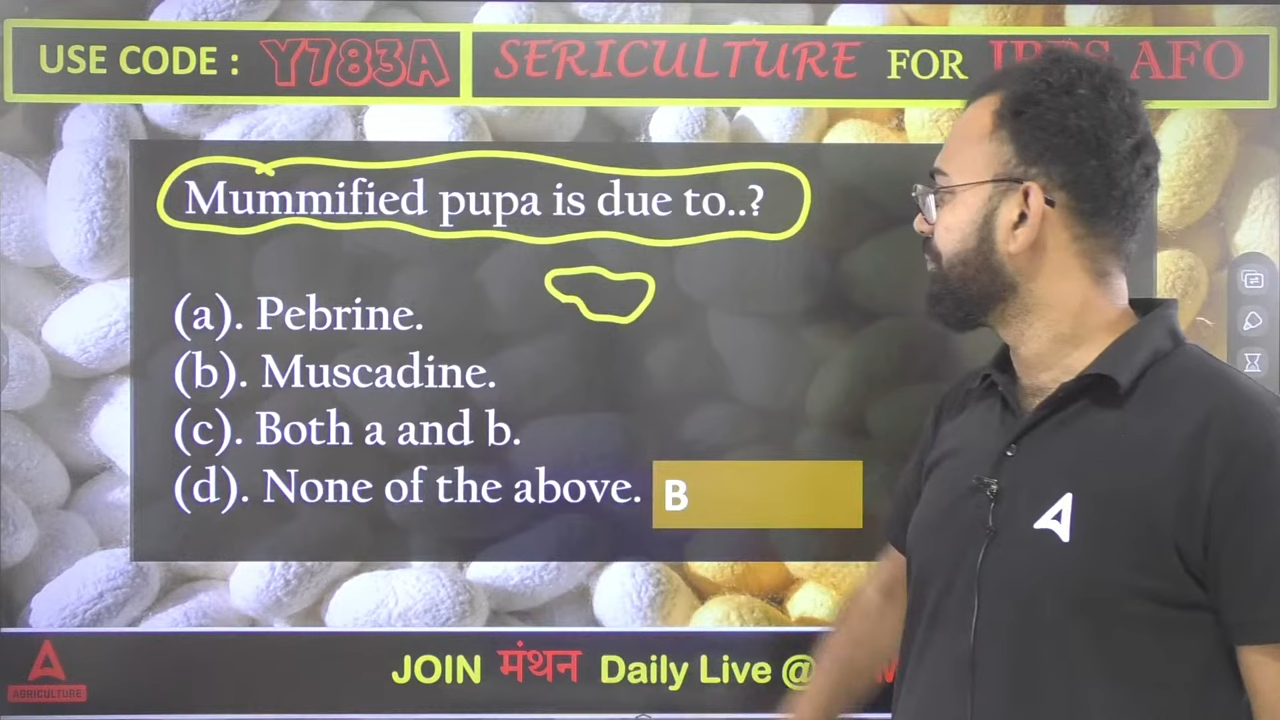 USE CODE : Y783A
SERICULTURE FOR IBPS AFO
Mummified pupa is due to..?
(a). Pebrine.
(b). Muscadine.
(c). Both a and b.
(d). None of the above.
B
JOIN मंथन Daily Live @
AGRICULTURE